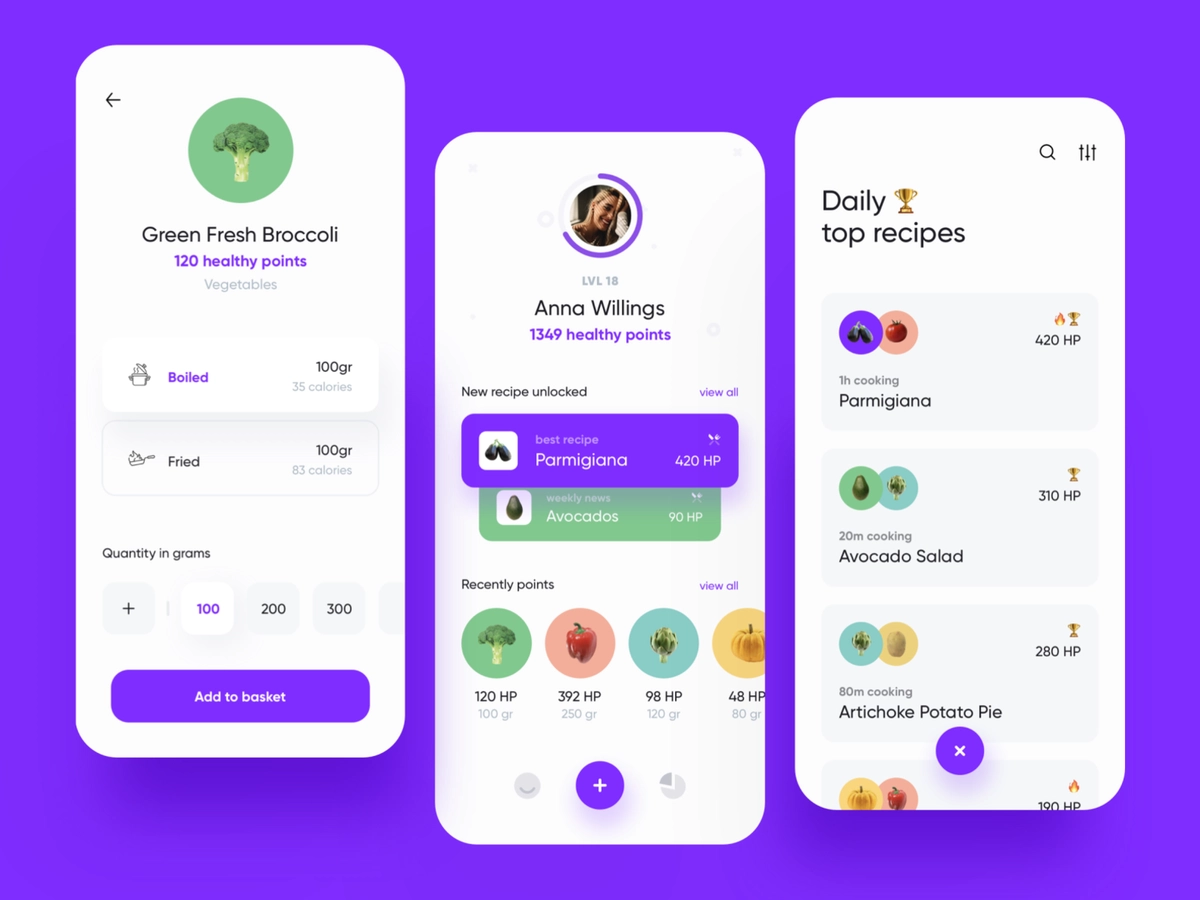 Green Fresh Broccoli
120 healthy points
Vegetables
Boiled
100gr
35 calories
Fried
100gr
83 calories
Quantity in grams
+ 100 200 300
Add to basket
LVL 18
Anna Willings
1349 healthy points
New recipe unlocked view all
best recipe
Parmigiana 420 HP
weekly news
Avocados 90 HP
Recently points view all
120 HP 392 HP 98 HP 48 HP
100 gr 250 gr 120 gr 80 gr
Daily 🏆
top recipes
420 HP
1h cooking
Parmigiana
310 HP
20m cooking
Avocado Salad
280 HP
80m cooking
Artichoke Potato Pie
190 HP